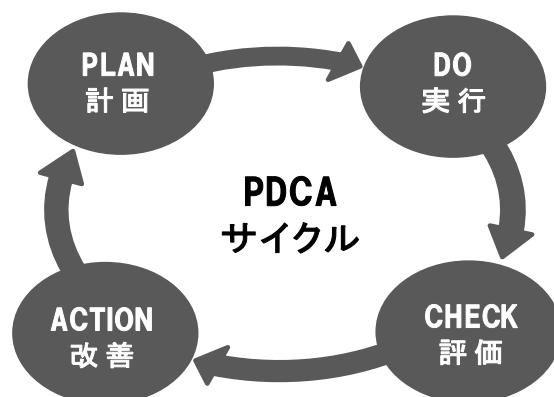 PLAN
計画
DO
実行
PDCA
サイクル
CHECK
評価
ACTION
改善